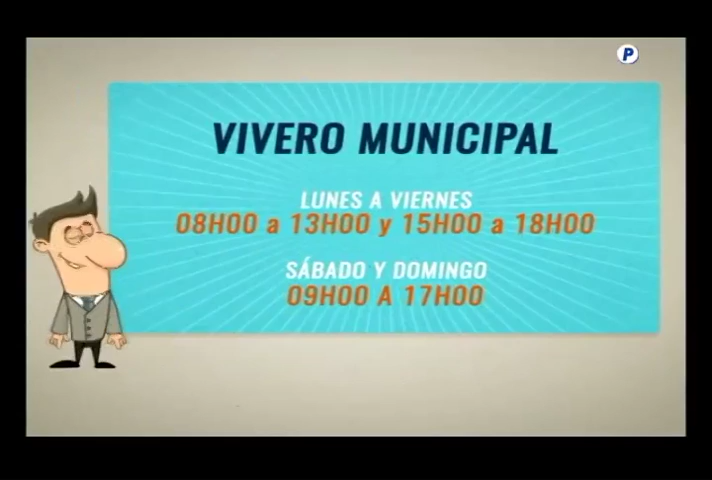 P
VIVERO MUNICIPAL
LUNES A VIERNES
08H00 a 13H00 y 15H00 a 18H00
SÁBADO Y DOMINGO
09H00 A 17H00